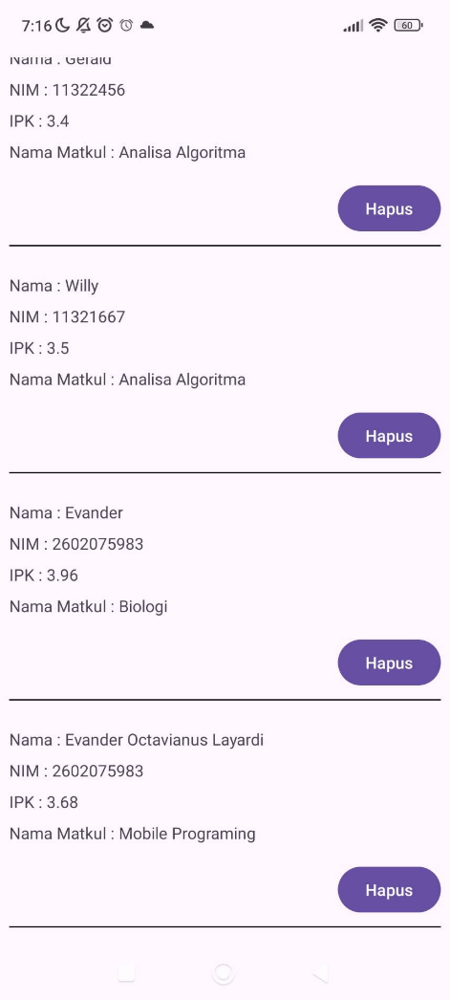 7:16
60
Nama : Gerald
NIM : 11322456
IPK : 3.4
Nama Matkul : Analisa Algoritma
Hapus
Nama : Willy
NIM : 11321667
IPK : 3.5
Nama Matkul : Analisa Algoritma
Hapus
Nama : Evander
NIM : 2602075983
IPK : 3.96
Nama Matkul : Biologi
Hapus
Nama : Evander Octavianus Layardi
NIM : 2602075983
IPK : 3.68
Nama Matkul : Mobile Programing
Hapus